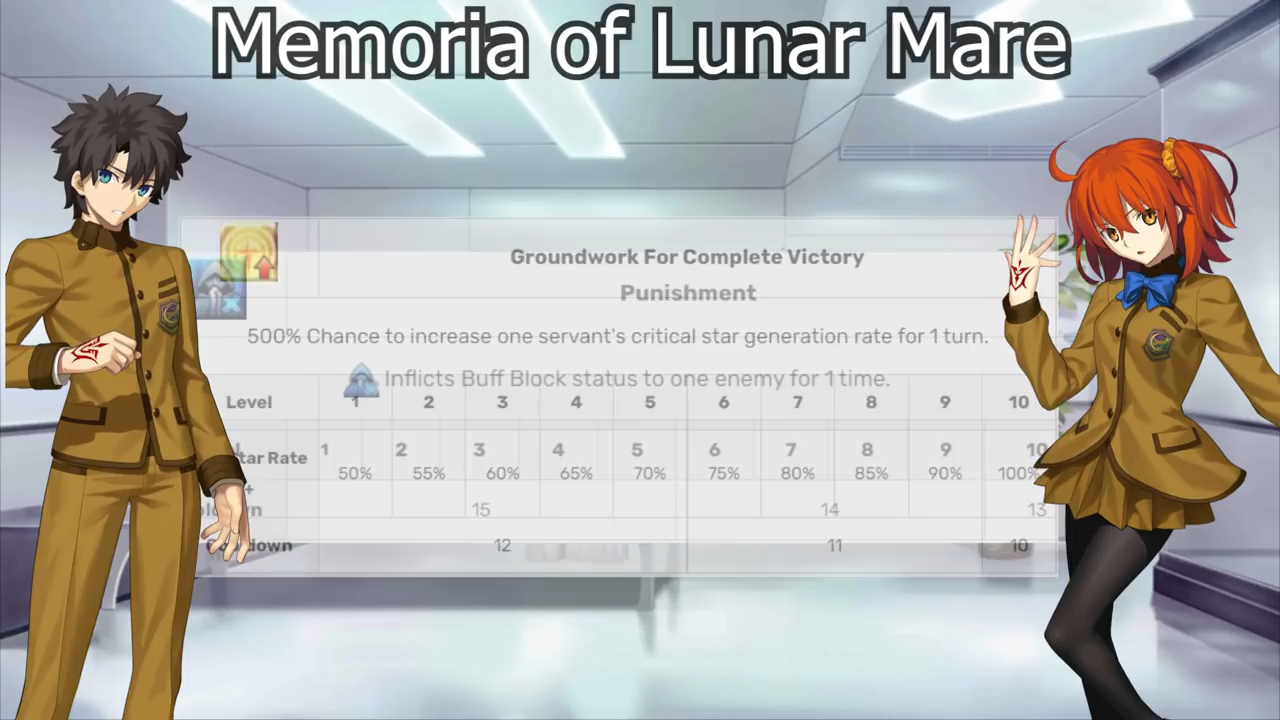 Memoria of Lunar Mare
Groundwork For Complete Victory
Punishment
500% Chance to increase one servant's critical star generation rate for 1 turn.
Inflicts Buff Block status to one enemy for 1 time.
Level 1 2 3 4 5 6 7 8 9 10
1 2 3 4 5 6 7 8 9 10
Star Rate +
50% 55% 60% 65% 70% 75% 80% 85% 90% 100%
15 14 13
12 11 10